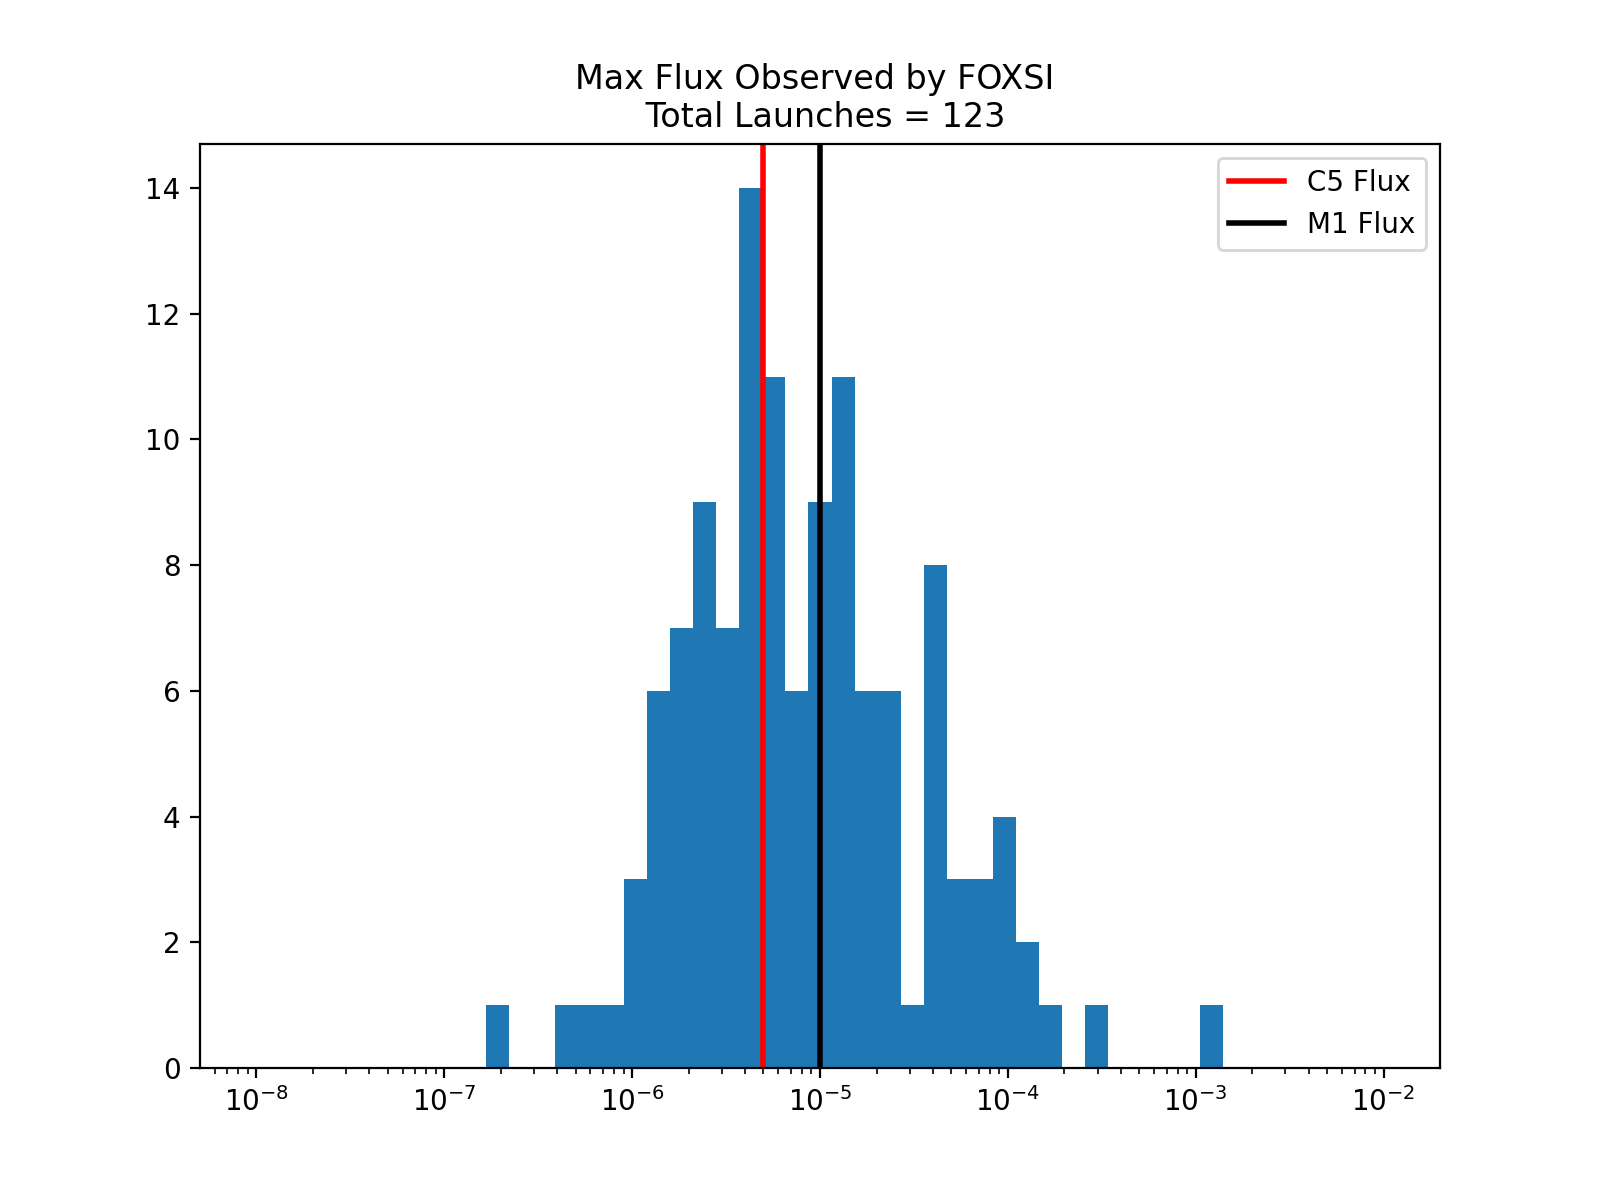 Max Flux Observed by FOXSI
Total Launches = 123
C5 Flux
M1 Flux
14
12
10
8
6
4
2
0
10⁻⁸ 10⁻⁷ 10⁻⁶ 10⁻⁵ 10⁻⁴ 10⁻³ 10⁻²